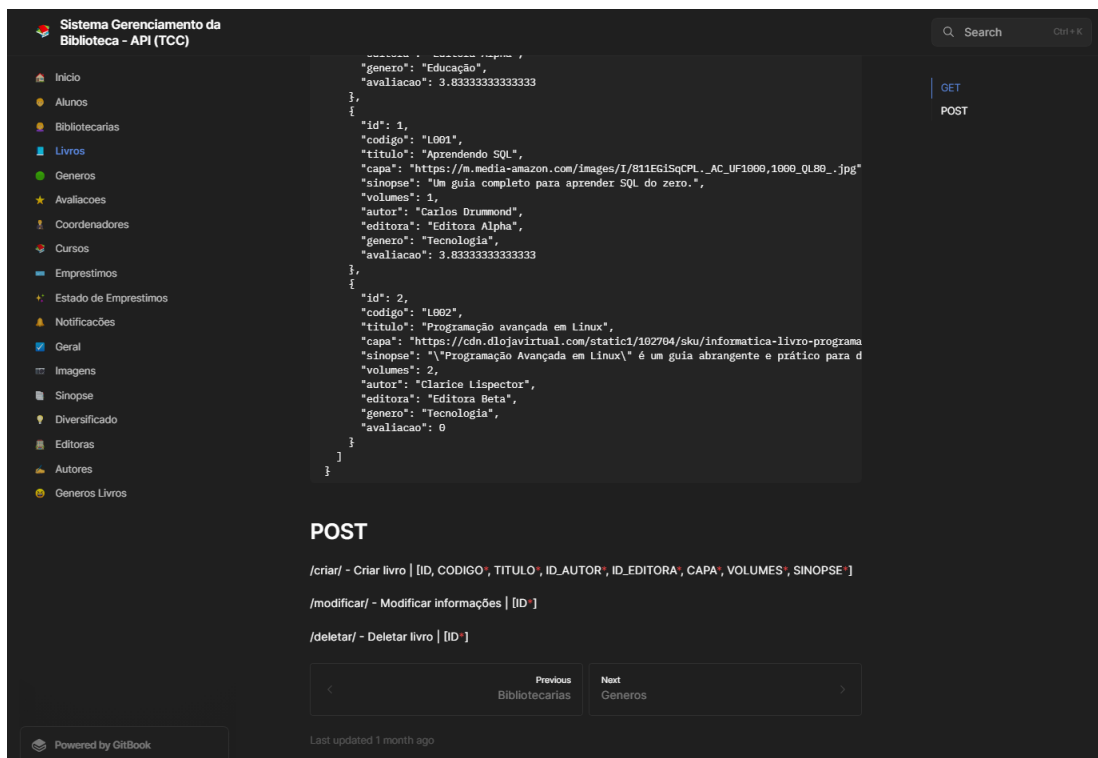 Sistema Gerenciamento da
Biblioteca - API (TCC)
Search
Ctrl + K
Inicio
Alunos
Bibliotecarias
Livros
Generos
Avaliacoes
Coordenadores
Cursos
Emprestimos
Estado de Emprestimos
Notificacões
Geral
Imagens
Sinopse
Diversificado
Editoras
Autores
Generos Livros
Powered by GitBook
"genero": "Educação",
"avaliacao": 3.83333333333333
},
{
"id": 1,
"codigo": "L001",
"titulo": "Aprendendo SQL",
"capa": "https://m.media-amazon.com/images/I/811EGiSqCPL._AC_UF1000,1000_QL80_.jpg"
"sinopse": "Um guia completo para aprender SQL do zero.",
"volumes": 1,
"autor": "Carlos Drummond",
"editora": "Editora Alpha",
"genero": "Tecnologia",
"avaliacao": 3.83333333333333
},
{
"id": 2,
"codigo": "L002",
"titulo": "Programação avançada em Linux",
"capa": "https://cdn.dlojavirtual.com/static1/102704/sku/informatica-livro-programa
"sinopse": "\"Programação Avançada em Linux\" é um guia abrangente e prático para d
"volumes": 2,
"autor": "Clarice Lispector",
"editora": "Editora Beta",
"genero": "Tecnologia",
"avaliacao": 0
}
]
}
POST
/criar/ - Criar livro | [ID, CODIGO*, TITULO*, ID_AUTOR*, ID_EDITORA*, CAPA*, VOLUMES*, SINOPSE*]
/modificar/ - Modificar informações | [ID*]
/deletar/ - Deletar livro | [ID*]
Previous
Bibliotecarias
Next
Generos
Last updated 1 month ago
GET
POST